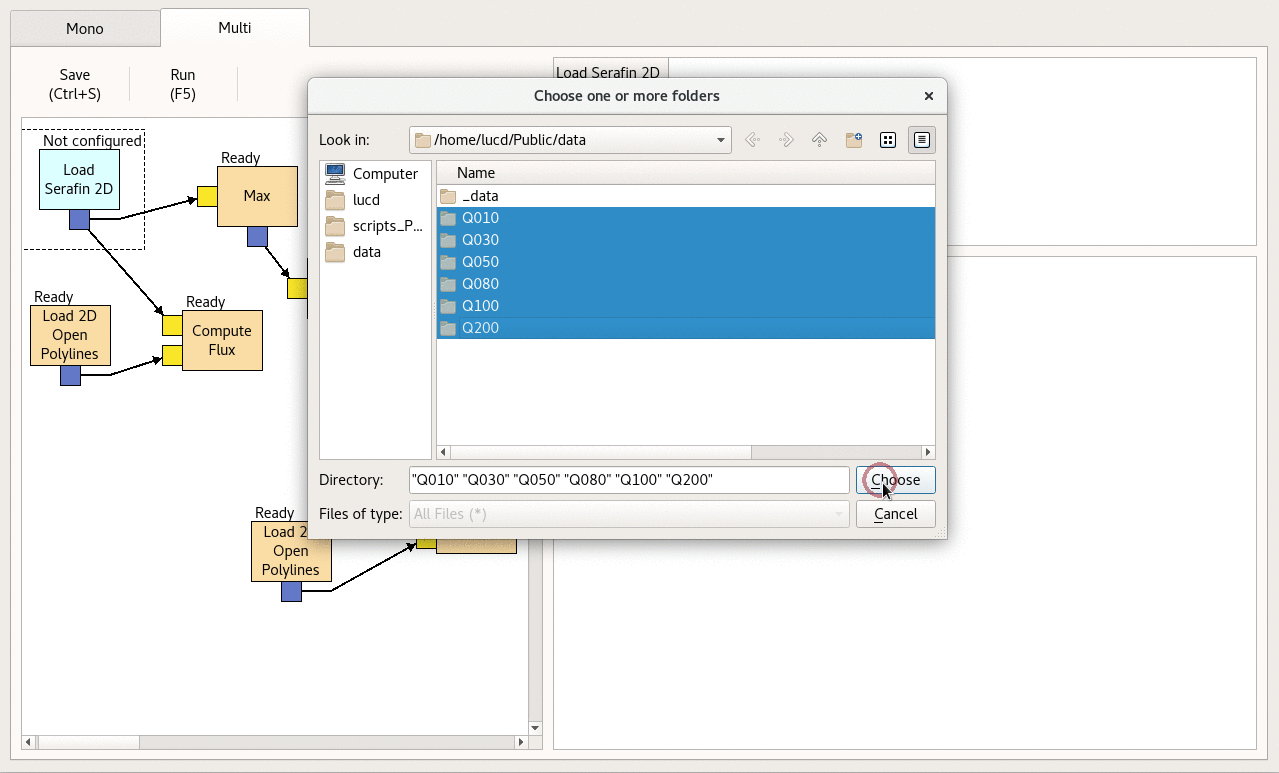 Mono
Multi
Save
(Ctrl+S)
Run
(F5)
Load Serafin 2D
Not configured
Load
Serafin 2D
Ready
Max
Ready
Load 2D
Open
Polylines
Ready
Compute
Flux
Ready
Load 2
Open
Polylines
Choose one or more folders
Look in:
/home/lucd/Public/data
Computer
lucd
scripts_P...
data
Name
_data
Q010
Q030
Q050
Q080
Q100
Q200
Directory:
"Q010" "Q030" "Q050" "Q080" "Q100" "Q200"
Choose
Files of type:
All Files (*)
Cancel